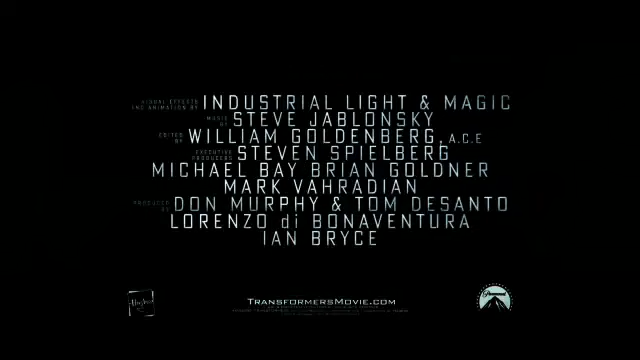 VISUAL EFFECTS
AND ANIMATION BY INDUSTRIAL LIGHT & MAGIC
MUSIC
BY STEVE JABLONSKY
EDITED
BY WILLIAM GOLDENBERG, A.C.E
EXECUTIVE
PRODUCERS STEVEN SPIELBERG
MICHAEL BAY BRIAN GOLDNER
MARK VAHRADIAN
PRODUCED
BY DON MURPHY & TOM DESANTO
LORENZO di BONAVENTURA
IAN BRYCE
Hasbro
TRANSFORMERSMOVIE.COM
Paramount